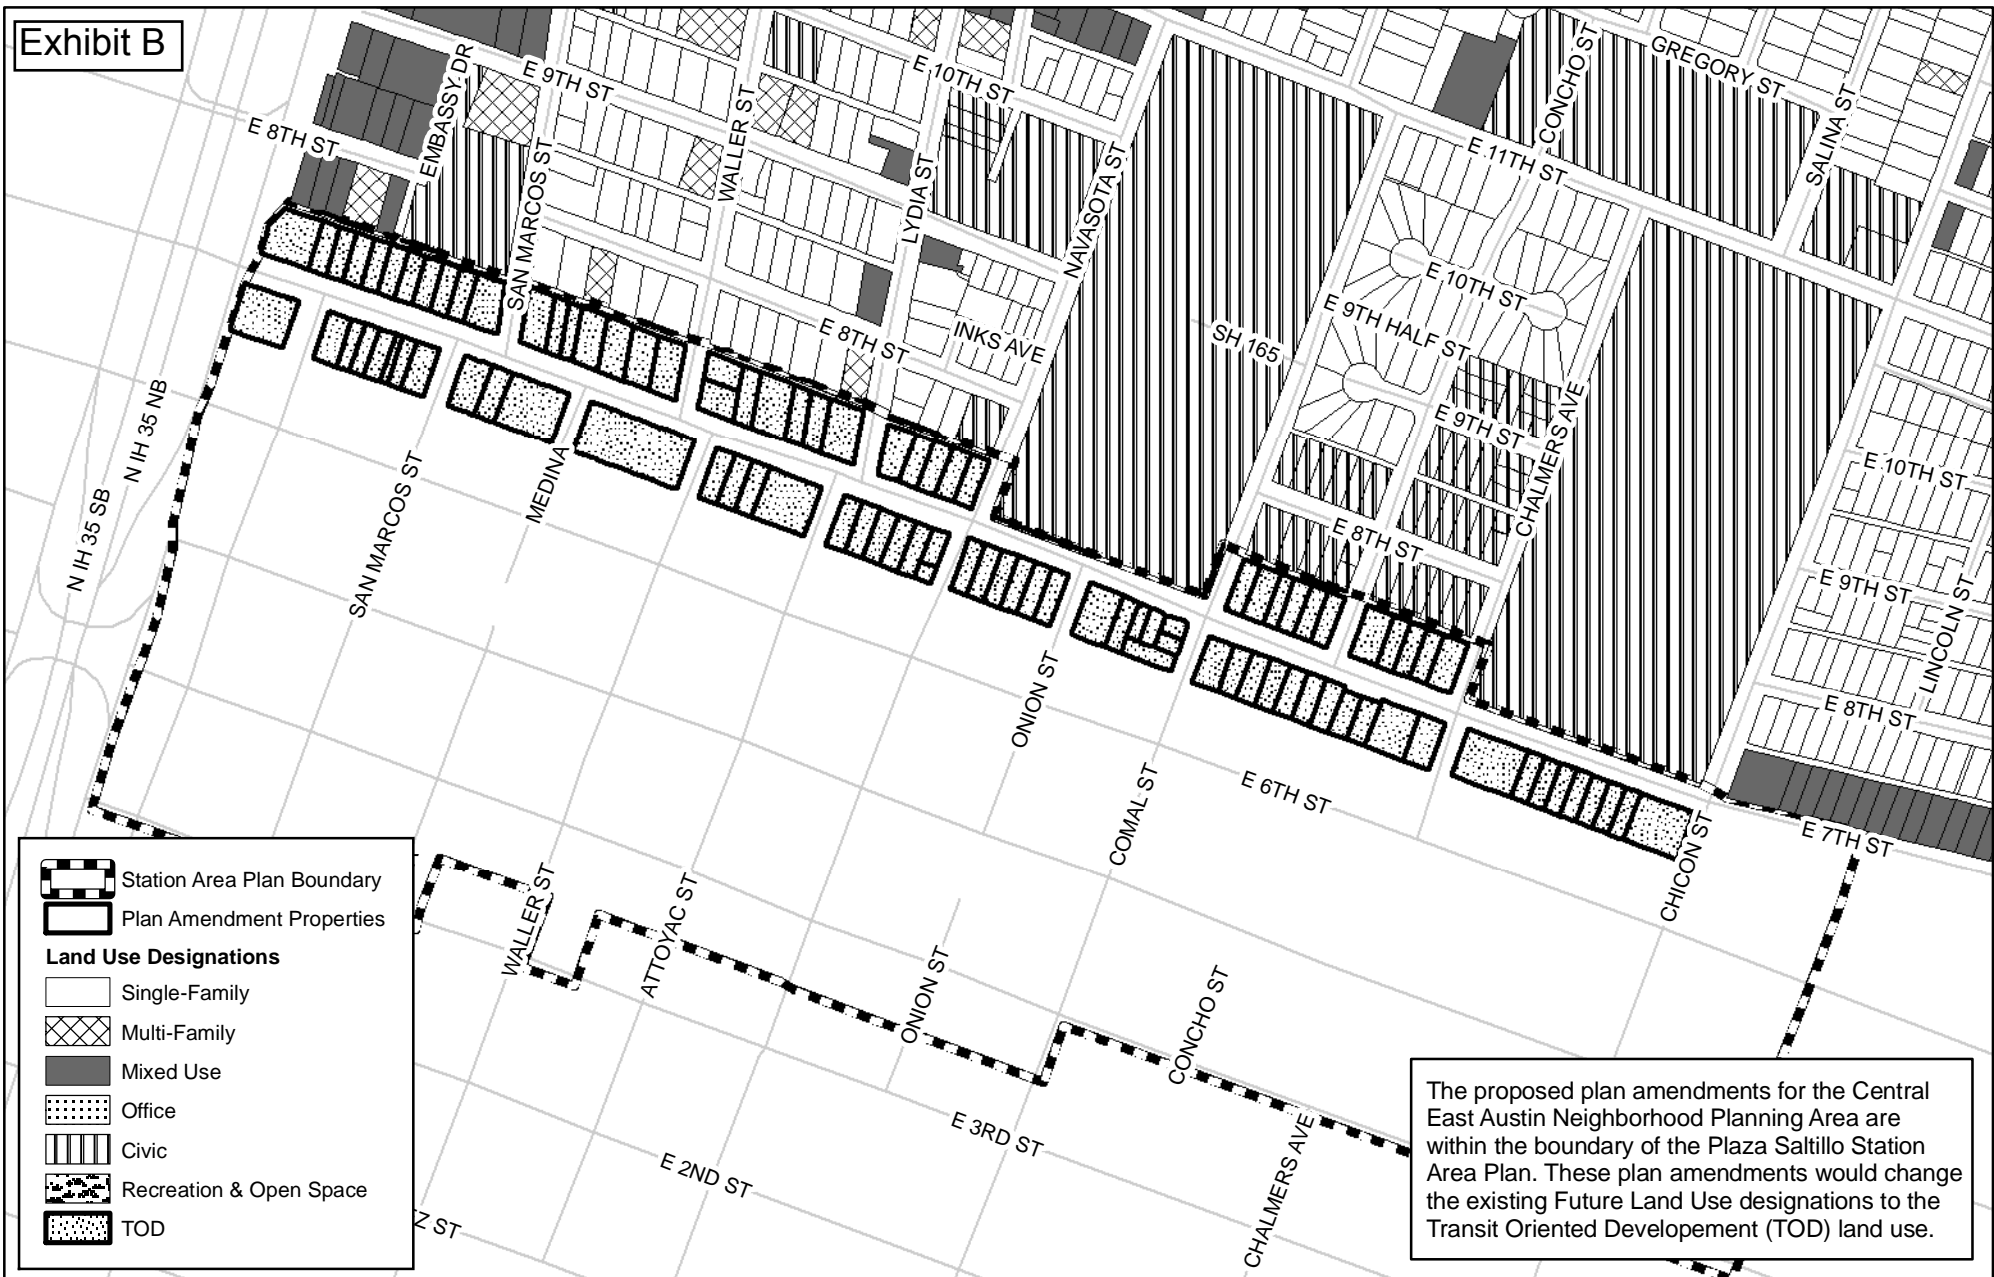 Exhibit B
E 8TH ST
EMBASSY DR
E 9TH ST
SAN MARCOS ST
WALLER ST
E 10TH ST
LYDIA ST
NAVASOTA ST
E 8TH ST
INKS AVE
SH 165
E 11TH ST
CONCHO ST
GREGORY ST
SALINA ST
E 10TH ST
E 9TH HALF ST
E 9TH ST
CHALMERS AVE
E 8TH ST
E 10TH ST
E 9TH ST
LINCOLN ST
E 8TH ST
E 7TH ST
N IH 35 NB
N IH 35 SB
SAN MARCOS ST
MEDINA
ONION ST
COMAL ST
E 6TH ST
CHICON ST
WALLER ST
ATTOYAC ST
ONION ST
CONCHO ST
E 3RD ST
E 2ND ST
CHALMERS AVE
Z ST
Station Area Plan Boundary
Plan Amendment Properties
Land Use Designations
Single-Family
Multi-Family
Mixed Use
Office
Civic
Recreation & Open Space
TOD
The proposed plan amendments for the Central
East Austin Neighborhood Planning Area are
within the boundary of the Plaza Saltillo Station
Area Plan. These plan amendments would change
the existing Future Land Use designations to the
Transit Oriented Developement (TOD) land use.